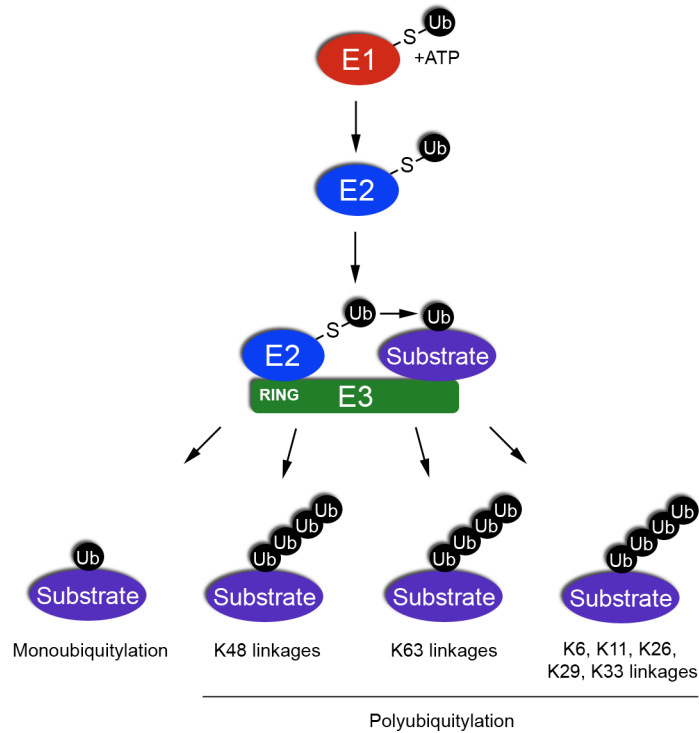 Ub
S
E1
+ATP
Ub
S
E2
Ub
Ub
S
E2
Substrate
RING
E3
Ub
Ub
Ub
Ub
Ub
Ub
Ub
Ub
Ub
Ub
Ub
Ub
Ub
Substrate
Substrate
Substrate
Substrate
Monoubiquitylation
K48 linkages
K63 linkages
K6, K11, K26,
K29, K33 linkages
Polyubiquitylation